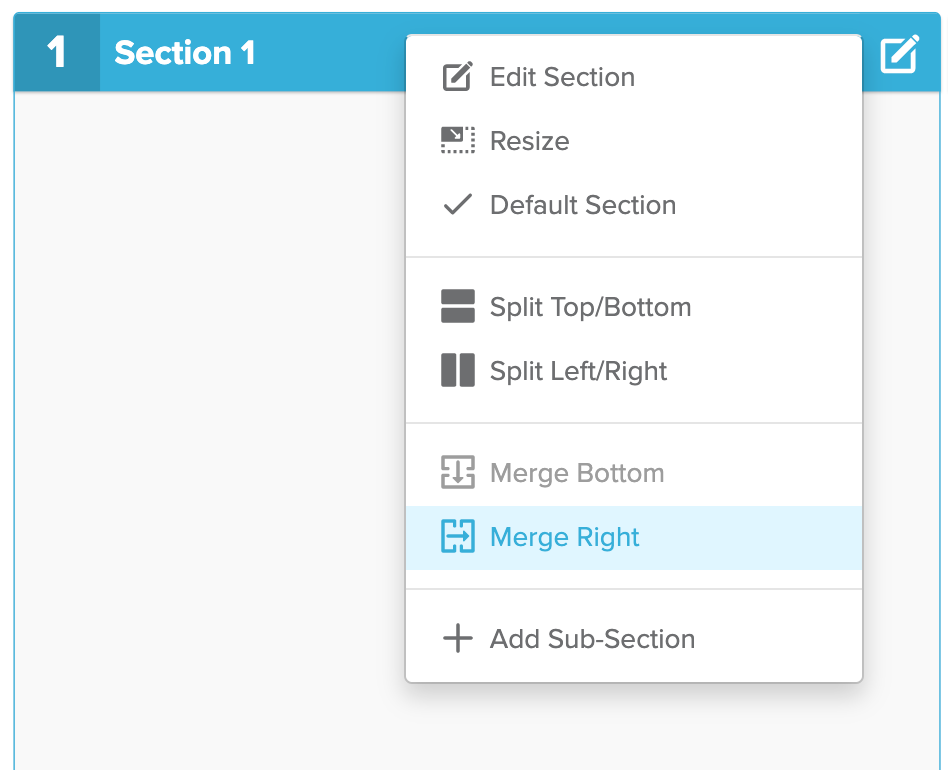 1 Section 1
Edit Section
Resize
Default Section
Split Top/Bottom
Split Left/Right
Merge Bottom
Merge Right
Add Sub-Section